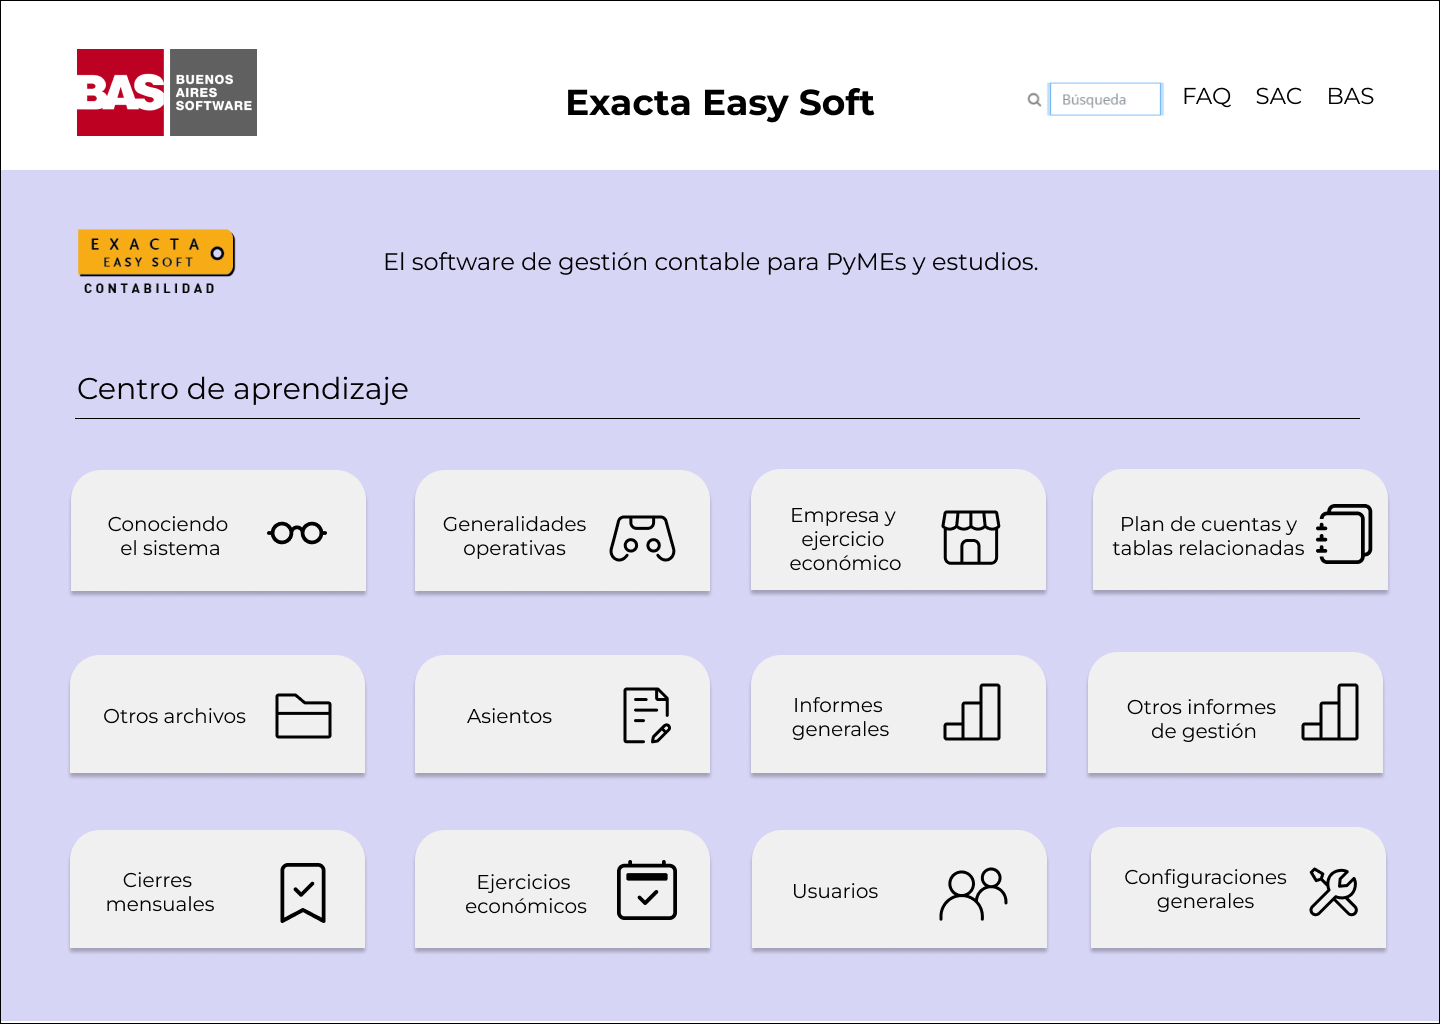 BAS
BUENOS
AIRES
SOFTWARE
Exacta Easy Soft
Búsqueda
FAQ SAC BAS
EXACTA
EASY SOFT
CONTABILIDAD
El software de gestión contable para PyMEs y estudios.
Centro de aprendizaje
Conociendo
el sistema
Generalidades
operativas
Empresa y
ejercicio
económico
Plan de cuentas y
tablas relacionadas
Otros archivos
Asientos
Informes
generales
Otros informes
de gestión
Cierres
mensuales
Ejercicios
económicos
Usuarios
Configuraciones
generales